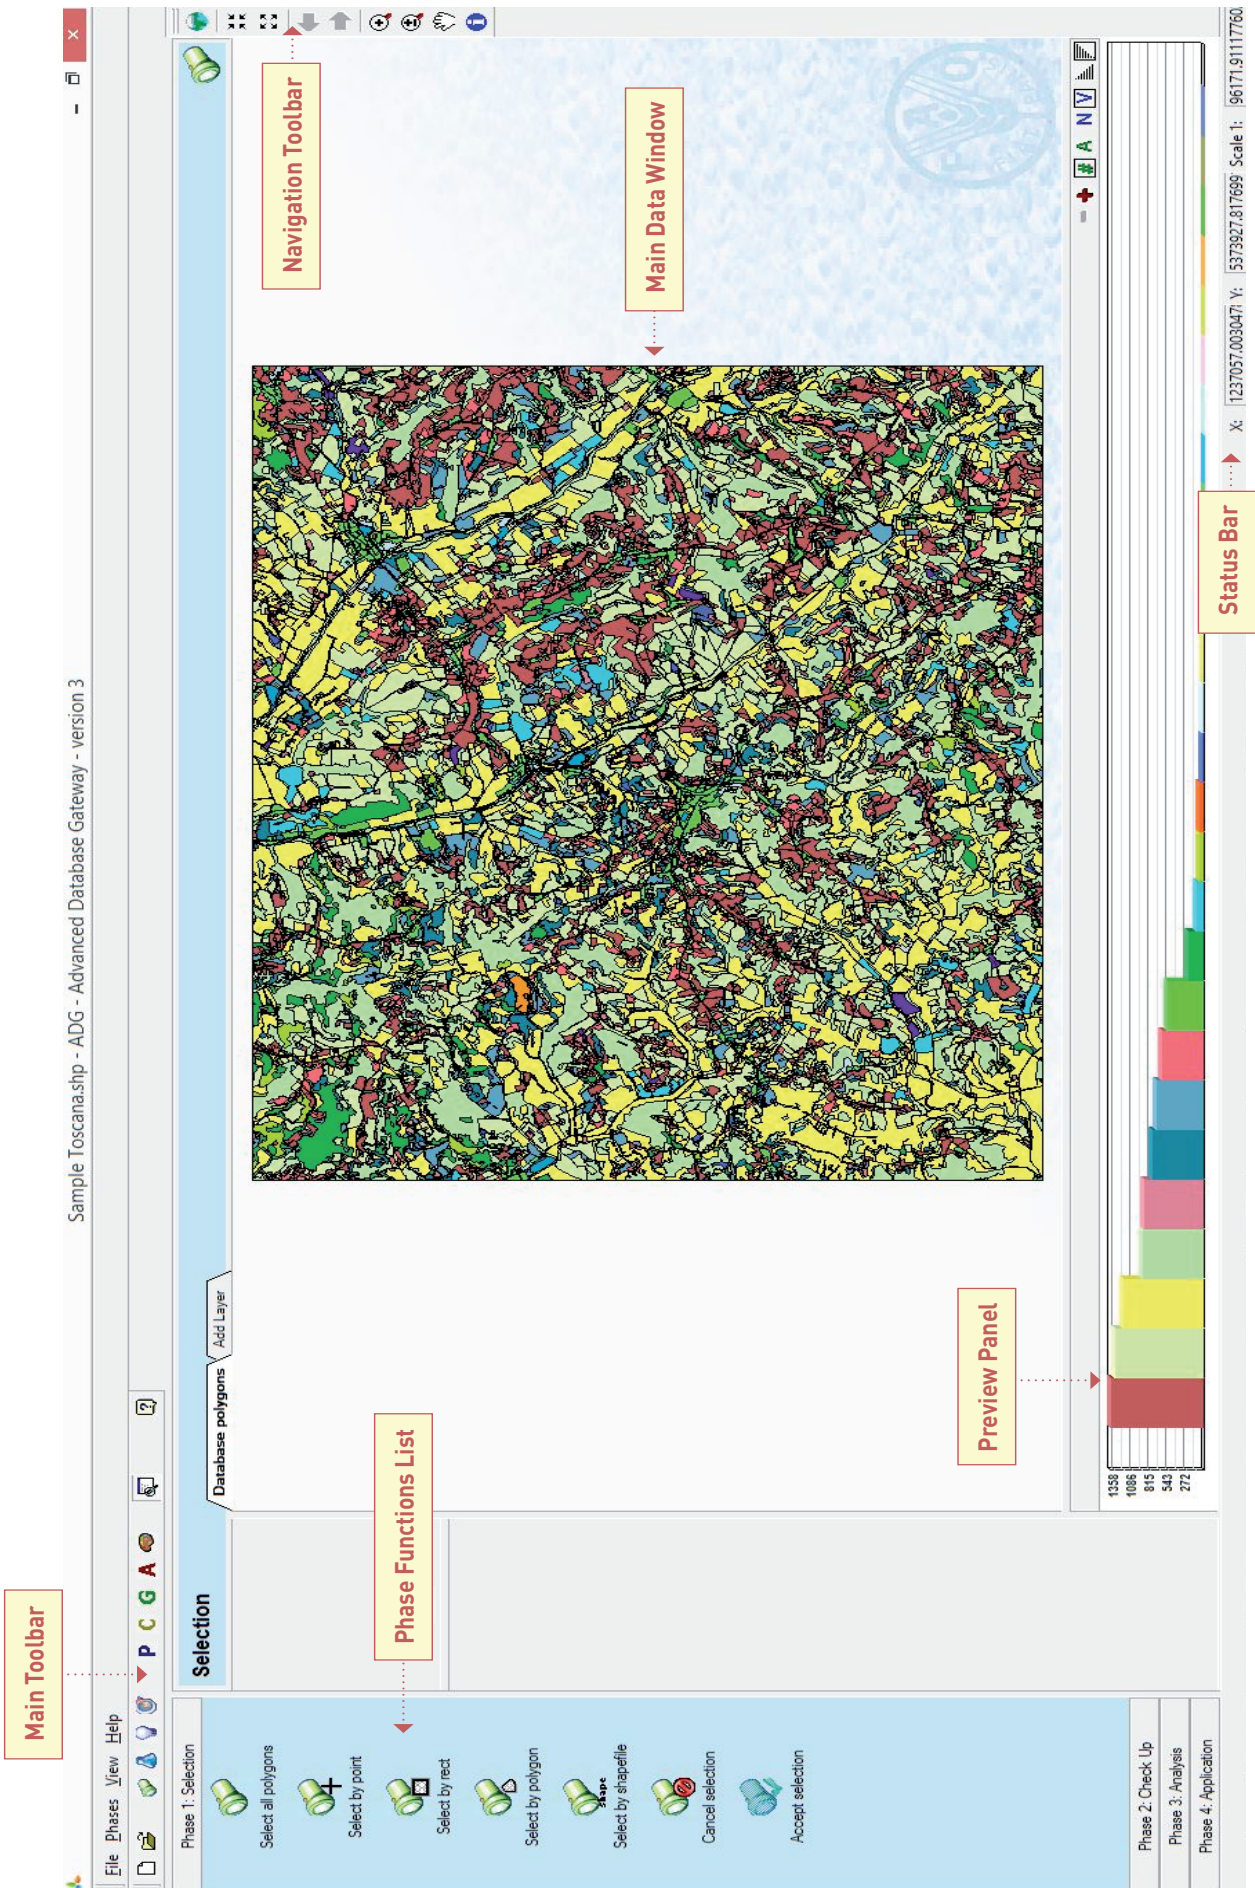 Main Toolbar
Sample Toscana.shp - ADG - Advanced Database Gateway - version 3
File Phases View Help
P C G A
Phase 1: Selection
Selection
Database polygons
Add Layer
Navigation Toolbar
Select all polygons
Select by point
Select by rect
Select by polygon
shape
Select by shapefile
Cancel selection
Accept selection
Phase Functions List
Main Data Window
Preview Panel
# A N V
1358
1086
815
543
272
Phase 2: Check Up
Phase 3: Analysis
Phase 4: Application
Status Bar
X: 1237057.003047 Y: 5373927.817699 Scale 1: 96171.91117760